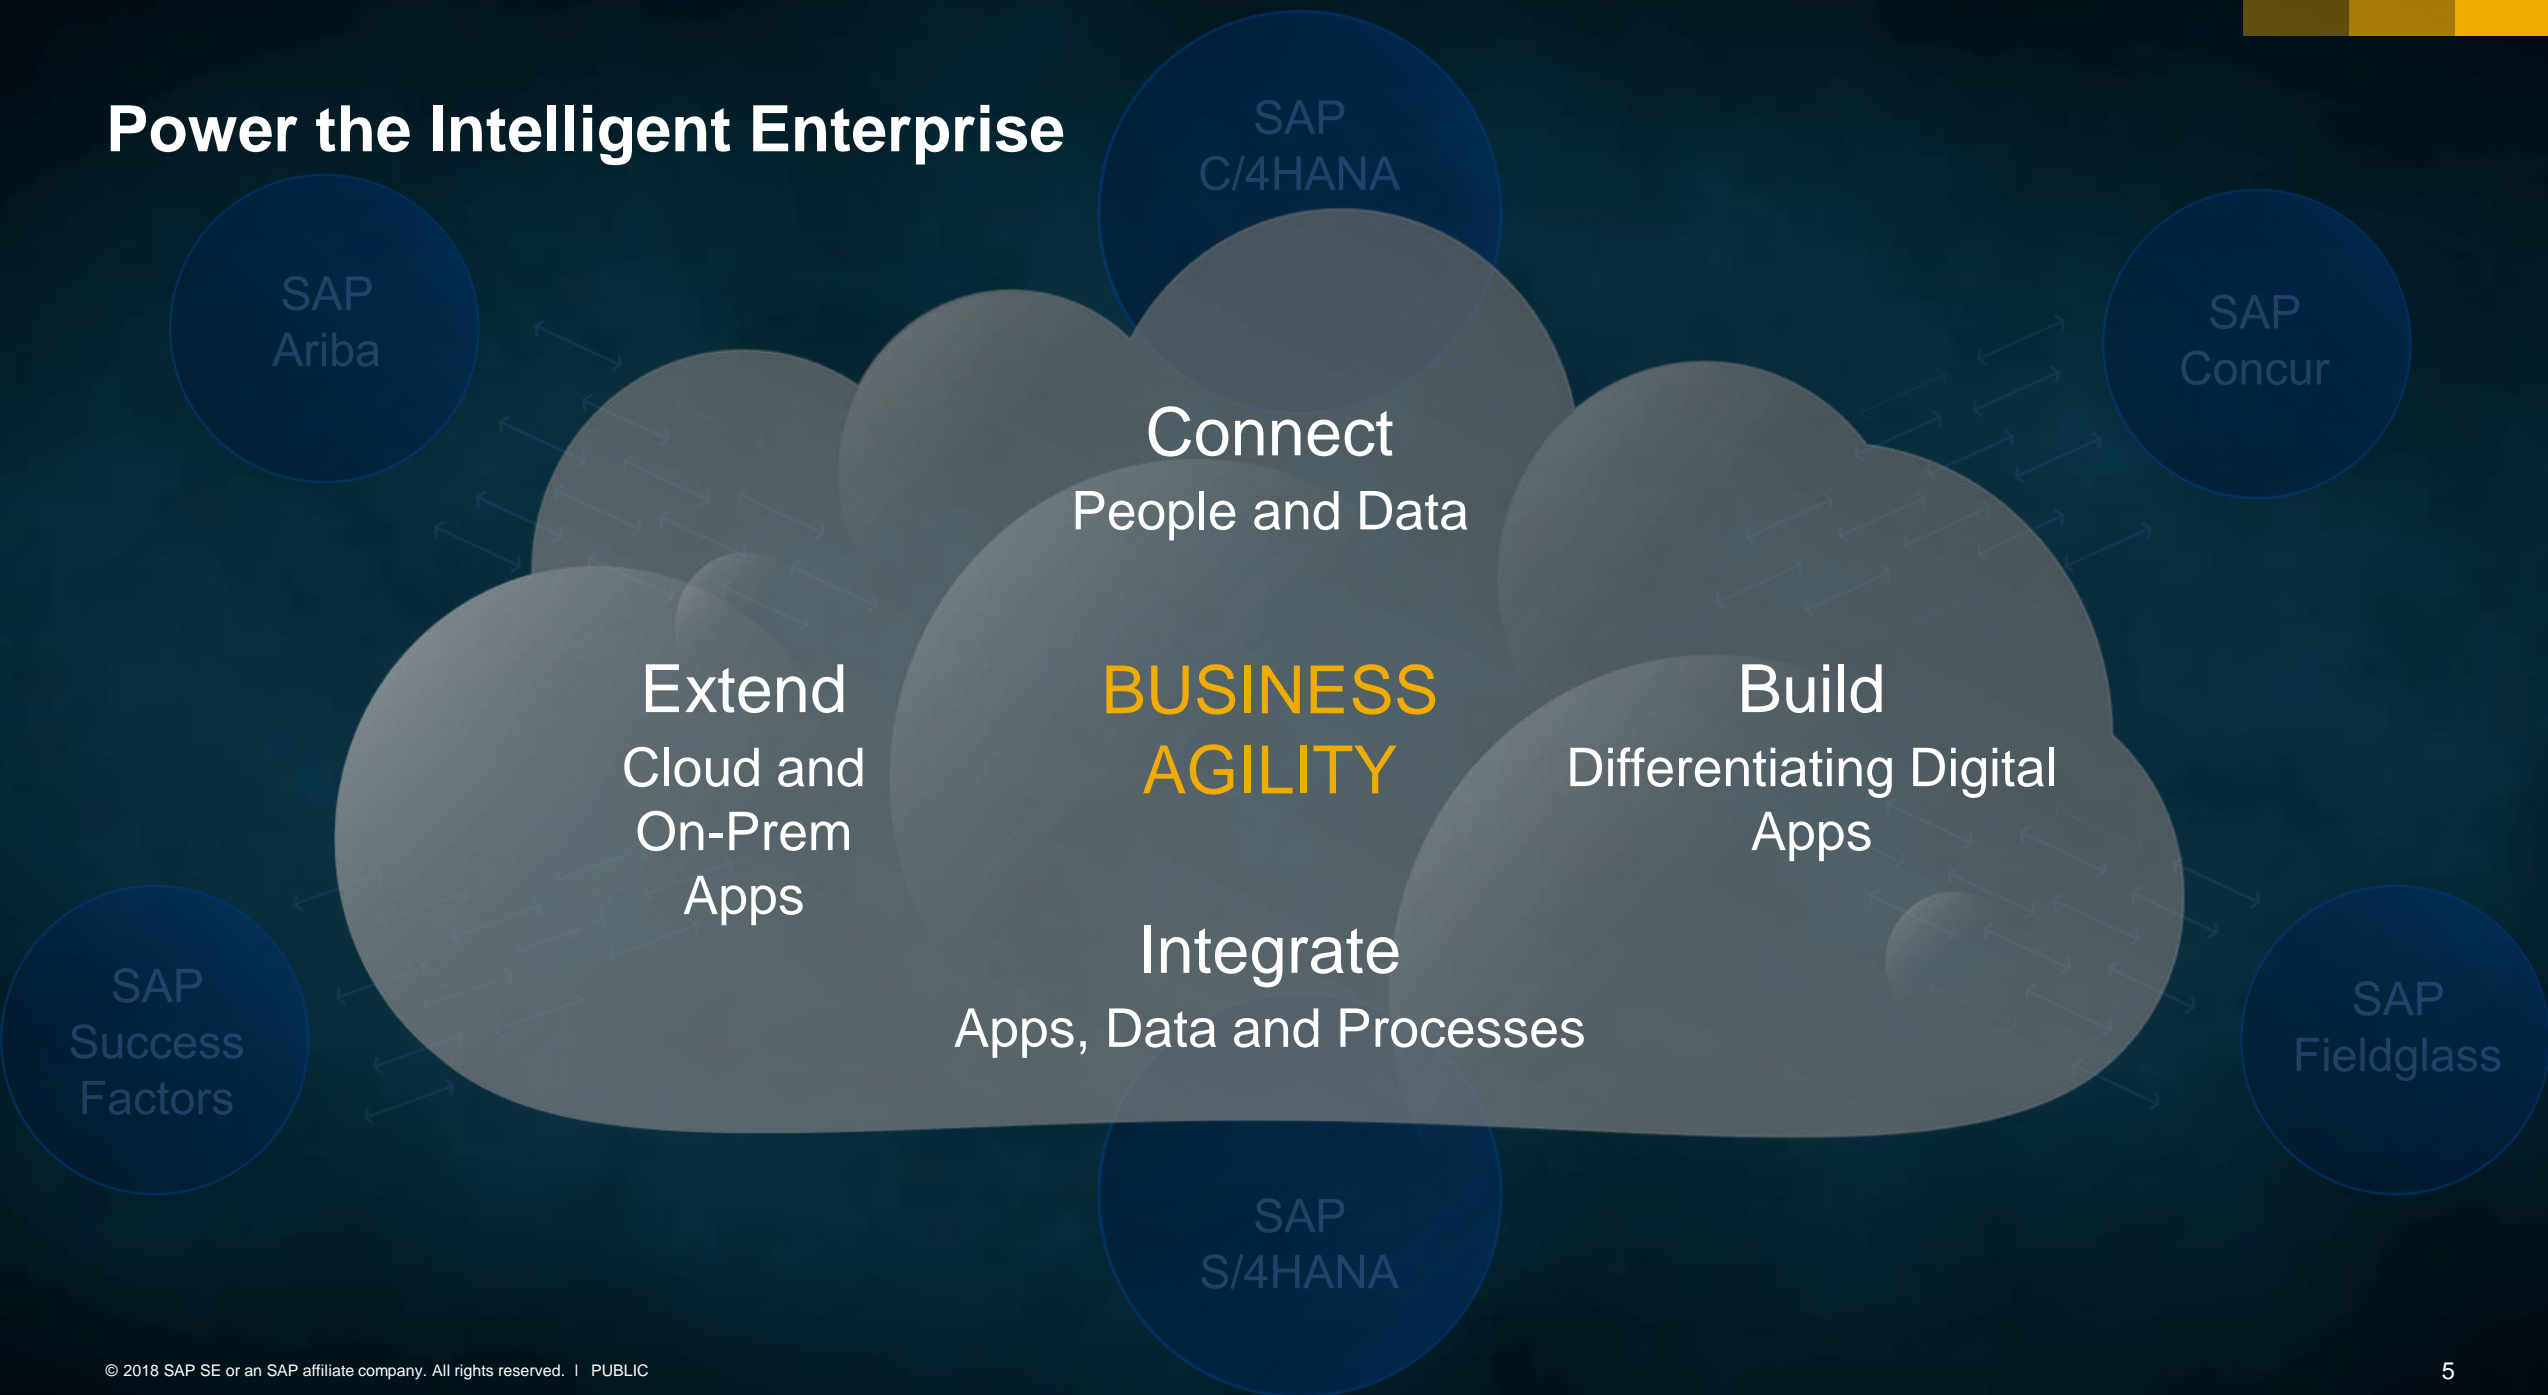 Power the Intelligent Enterprise
SAP
C/4HANA
SAP
Ariba
SAP
Concur
Connect
People and Data
Extend
Cloud and
On-Prem
Apps
BUSINESS
AGILITY
Build
Differentiating Digital
Apps
Integrate
Apps, Data and Processes
SAP
Success
Factors
SAP
Fieldglass
SAP
S/4HANA
© 2018 SAP SE or an SAP affiliate company. All rights reserved. | PUBLIC
5